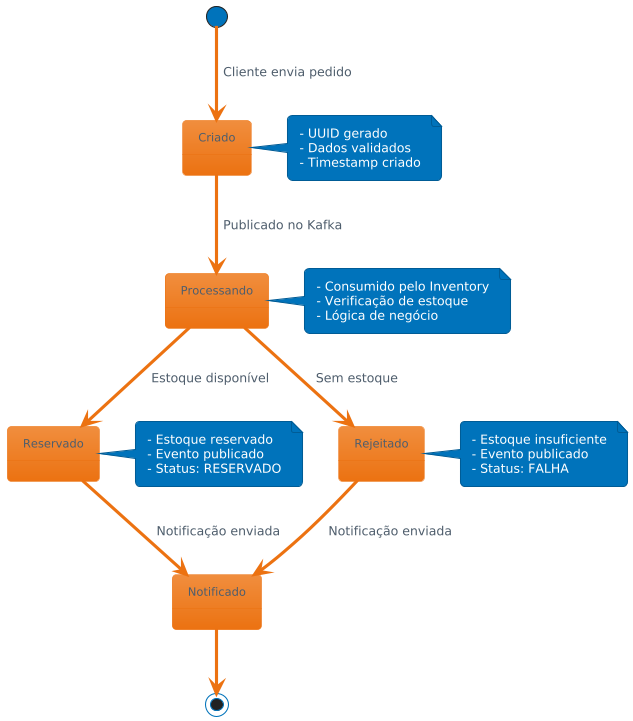 Cliente envia pedido
Criado
- UUID gerado
- Dados validados
- Timestamp criado
Publicado no Kafka
Processando
- Consumido pelo Inventory
- Verificação de estoque
- Lógica de negócio
Estoque disponível
Sem estoque
Reservado
- Estoque reservado
- Evento publicado
- Status: RESERVADO
Rejeitado
- Estoque insuficiente
- Evento publicado
- Status: FALHA
Notificação enviada
Notificação enviada
Notificado